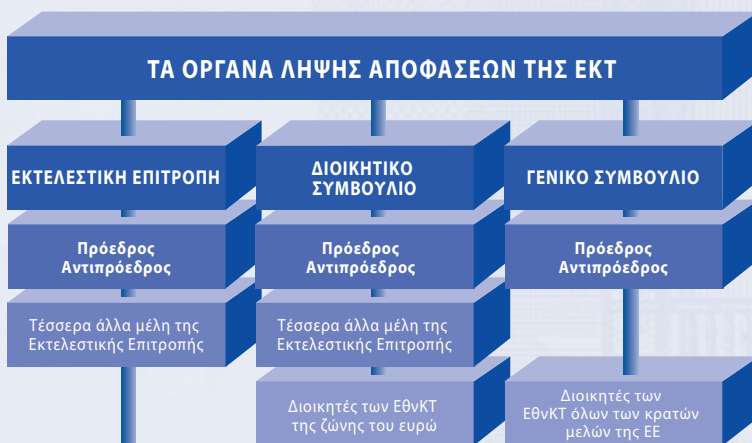 ΤΑ ΟΡΓΑΝΑ ΛΗΨΗΣ ΑΠΟΦΑΣΕΩΝ ΤΗΣ ΕΚΤ
ΕΚΤΕΛΕΣΤΙΚΗ ΕΠΙΤΡΟΠΗ
Πρόεδρος
Αντιπρόεδρος
Τέσσερα άλλα μέλη της
Εκτελεστικής Επιτροπής
ΔΙΟΙΚΗΤΙΚΟ
ΣΥΜΒΟΥΛΙΟ
Πρόεδρος
Αντιπρόεδρος
Τέσσερα άλλα μέλη της
Εκτελεστικής Επιτροπής
Διοικητές των ΕθνΚΤ
της ζώνης του ευρώ
ΓΕΝΙΚΟ ΣΥΜΒΟΥΛΙΟ
Πρόεδρος
Αντιπρόεδρος
Διοικητές των
ΕθνΚΤ όλων των κρατών
μελών της ΕΕ